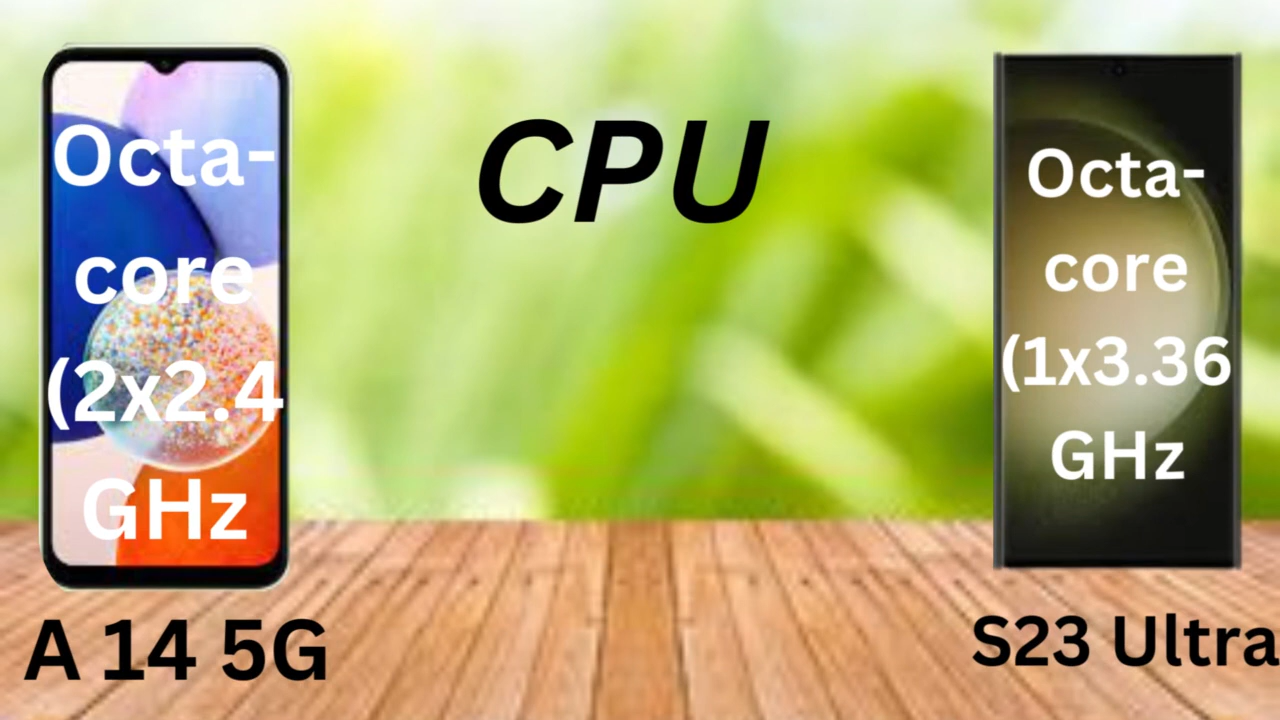 CPU
Octa-
core
(2x2.4
GHz
A 14 5G
Octa-
core
(1x3.36
GHz
S23 Ultra